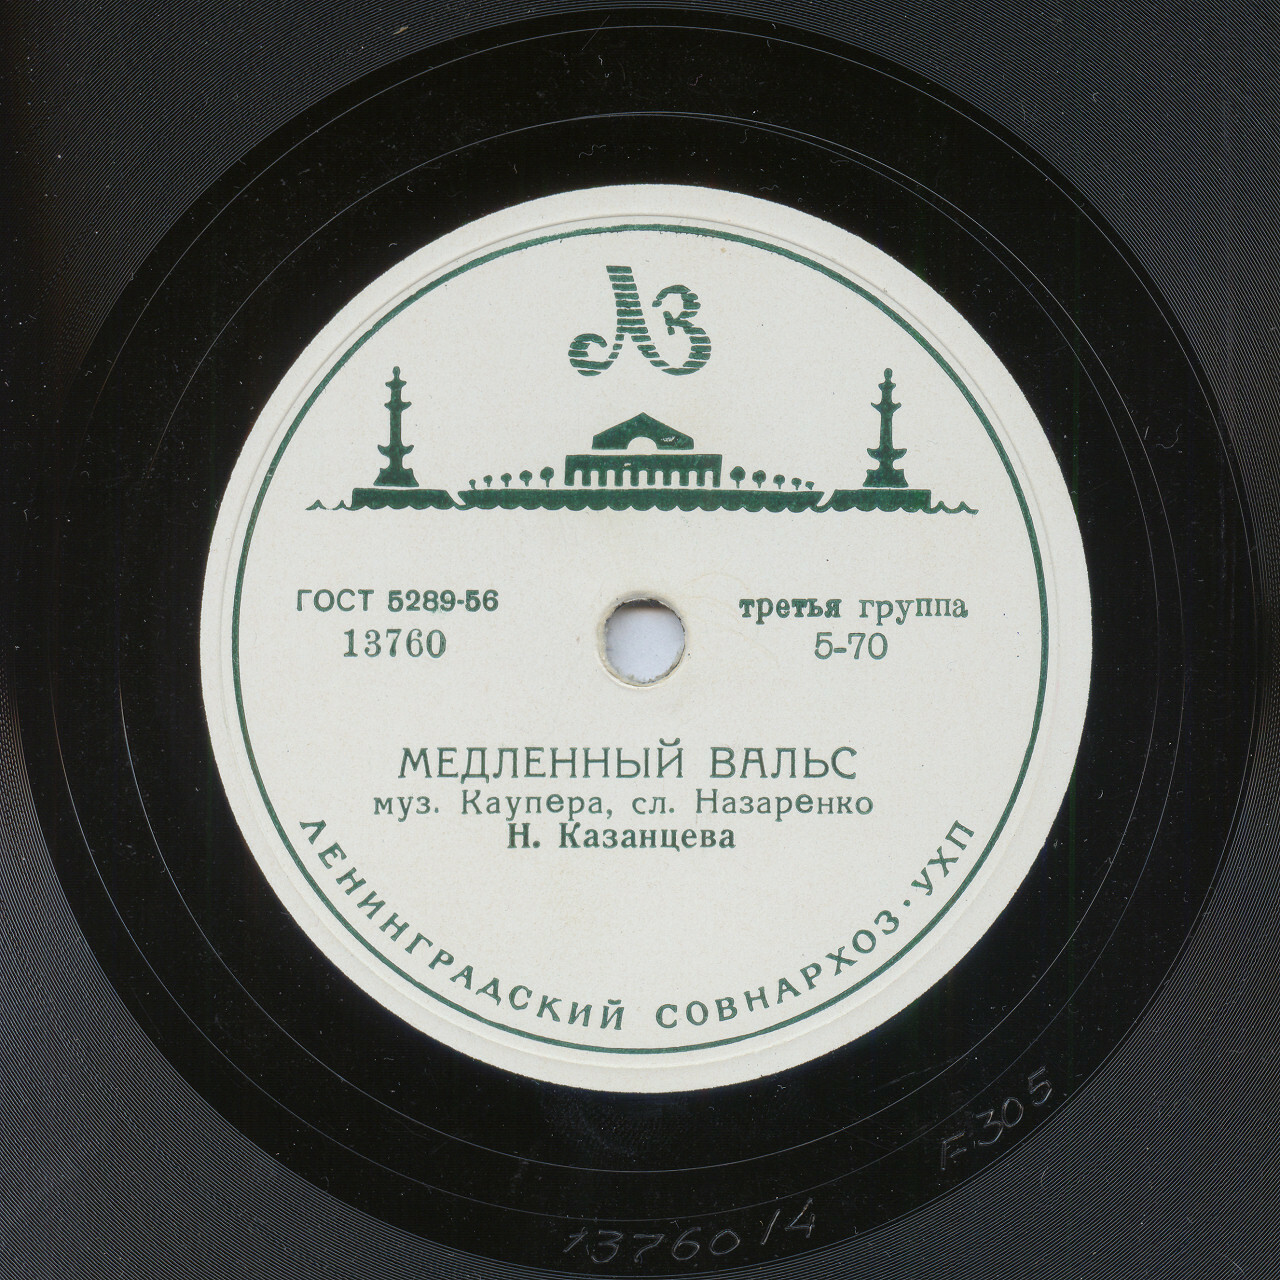 ЛЗ
ГОСТ 5289-56
13760
третья группа
5-70
МЕДЛЕННЫЙ ВАЛЬС
муз. Каупера, сл. Назаренко
Н. Казанцева
ЛЕНИНГРАДСКИЙ СОВНАРХОЗ · УХП
F-305
13760/4